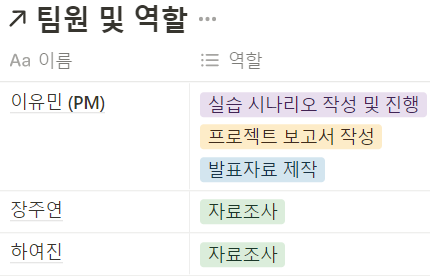 ↗ 팀원 및 역할 ···
Aa 이름 역할
이유민 (PM) 실습 시나리오 작성 및 진행
프로젝트 보고서 작성
발표자료 제작
장주연 자료조사
하여진 자료조사